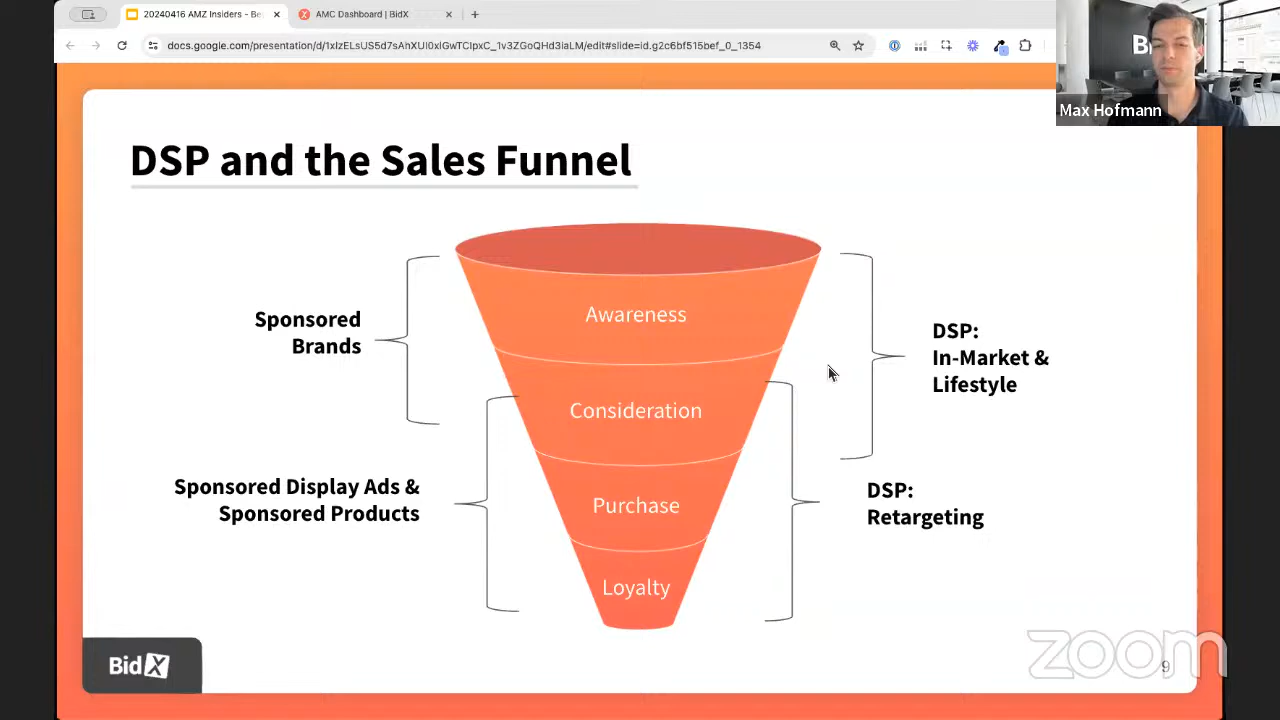 20240416 AMZ Insiders - Be
AMC Dashboard | BidX
docs.google.com/presentation/d/1xIzELsUS5d7sAhXUI0xIGwTCIpxC_1v3ZGoQHd3iaLM/edit#slide=id.g2c6bf515bef_0_1354
Max Hofmann
DSP and the Sales Funnel
Awareness
Sponsored
Brands
DSP:
In-Market &
Lifestyle
Consideration
Sponsored Display Ads &
Sponsored Products
Purchase
DSP:
Retargeting
Loyalty
BidX
zoom
9